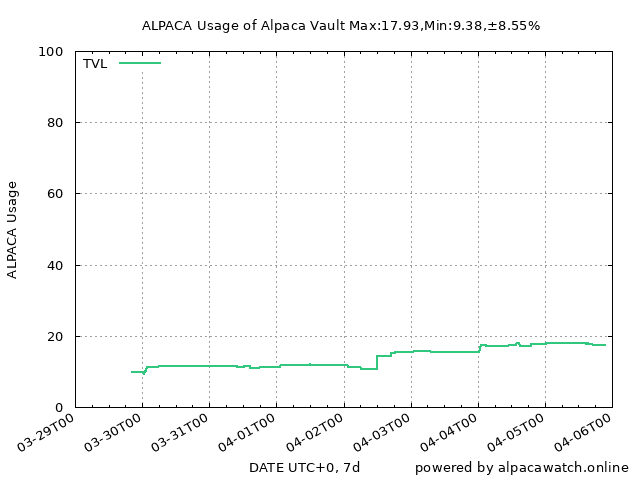 ALPACA Usage of Alpaca Vault Max:17.93,Min:9.38,±8.55%
100
80
60
40
20
0
TVL
ALPACA Usage
03-29T00
03-30T00
03-31T00
04-01T00
04-02T00
04-03T00
04-04T00
04-05T00
04-06T00
DATE UTC+0, 7d
powered by alpacawatch.online